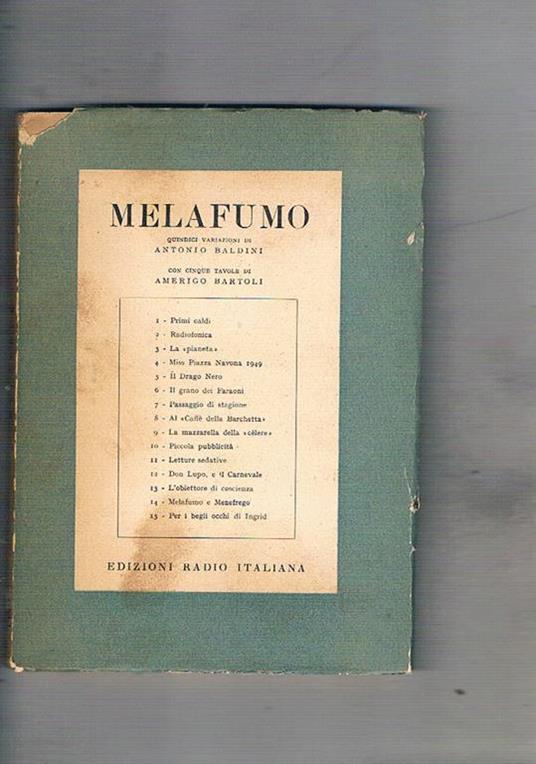 MELAFUMO
QUINDICI VARIAZIONI DI
ANTONIO BALDINI
CON CINQUE TAVOLE DI
AMERIGO BARTOLI
1 - Primi caldi
2 - Radiofonica
3 - La «pianeta»
4 - Miss Piazza Navona 1949
5 - Il Drago Nero
6 - Il grano dei Faraoni
7 - Passaggio di stagione
8 - Al «Caffè della Barchetta»
9 - La mazzarella della «célere»
10 - Piccola pubblicità
11 - Letture sedative
12 - Don Lupo, e il Carnevale
13 - L'obiettore di coscienza
14 - Melafumo e Menefrego
15 - Per i begli occhi di Ingrid
EDIZIONI RADIO ITALIANA